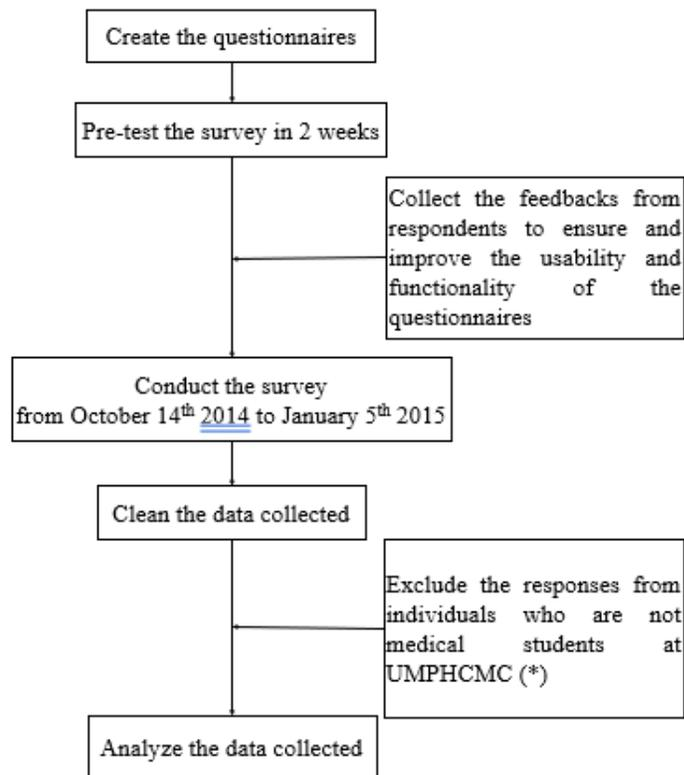 Create the questionnaires
Pre-test the survey in 2 weeks
Collect the feedbacks from
respondents to ensure and
improve the usability and
functionality of the
questionnaires
Conduct the survey
from October 14th 2014 to January 5th 2015
Clean the data collected
Exclude the responses from
individuals who are not
medical students at
UMPHCMC (*)
Analyze the data collected